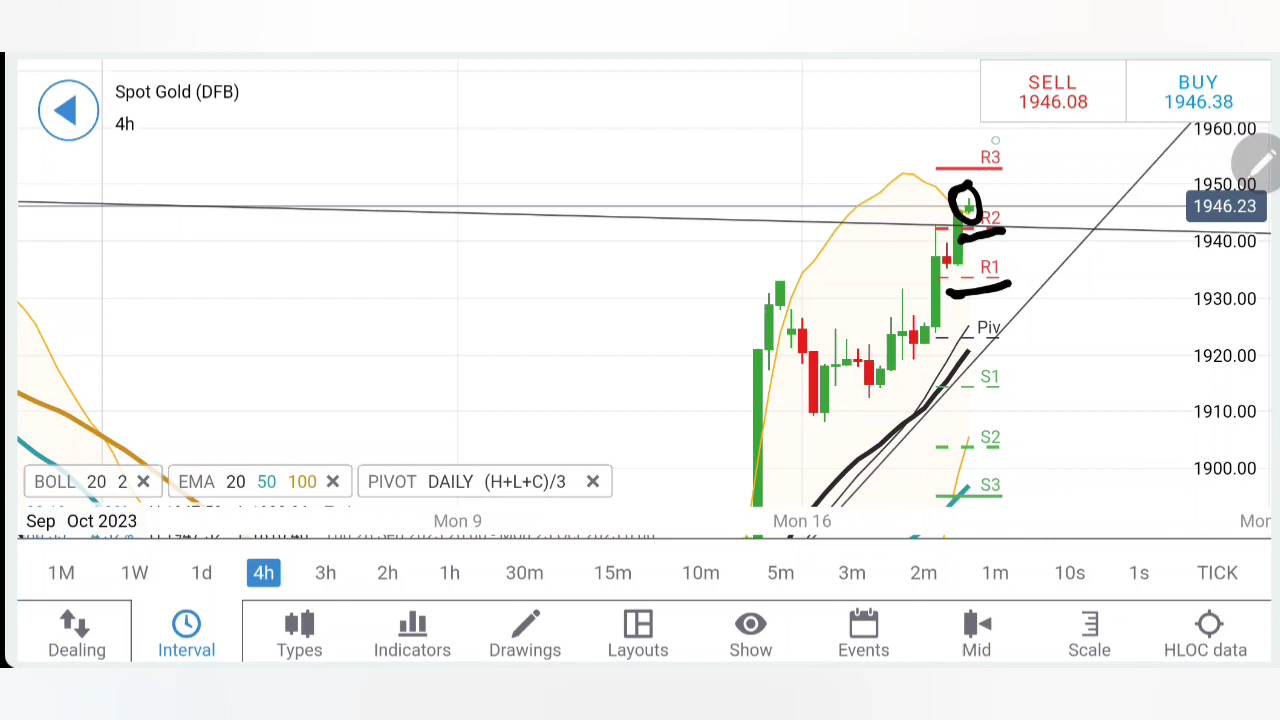 Spot Gold (DFB)
4h
SELL
1946.08
BUY
1946.38
1960.00
R3
1950.00
1946.23
R2
1940.00
R1
1930.00
Piv
1920.00
S1
1910.00
S2
1900.00
S3
BOLL 20 2
EMA 20 50 100
PIVOT DAILY (H+L+C)/3
Sep Oct 2023 Mon 9 Mon 16 Mon
1M 1W 1d 4h 3h 2h 1h 30m 15m 10m 5m 3m 2m 1m 10s 1s TICK
Dealing Interval Types Indicators Drawings Layouts Show Events Mid Scale HLOC data